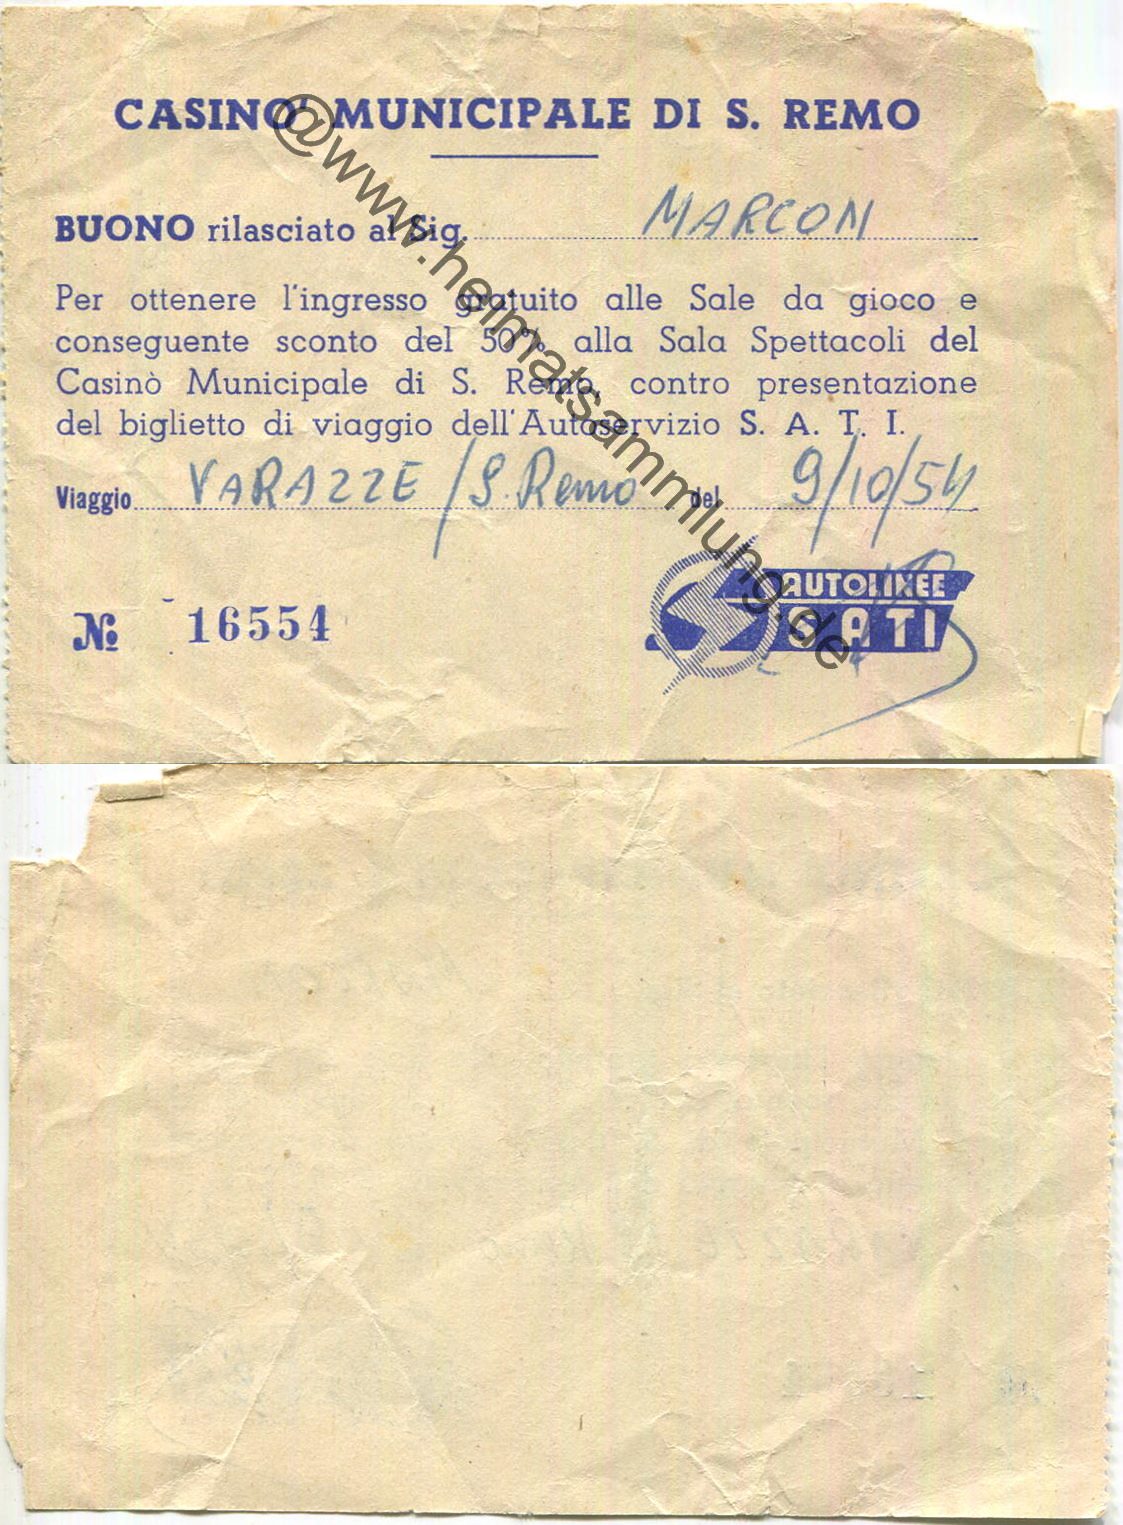 CASINO' MUNICIPALE DI S. REMO
BUONO rilasciato al Sig. MARCON
Per ottenere l'ingresso gratuito alle Sale da gioco e
conseguente sconto del 50% alla Sala Spettacoli del
Casinò Municipale di S. Remo, contro presentazione
del biglietto di viaggio dell'Autoservizio S. A. T. I.
Viaggio VARAZZE / S. Remo del 9/10/54
№ 16554
AUTOLINEE
SATI
@www.heimatsammlung.de